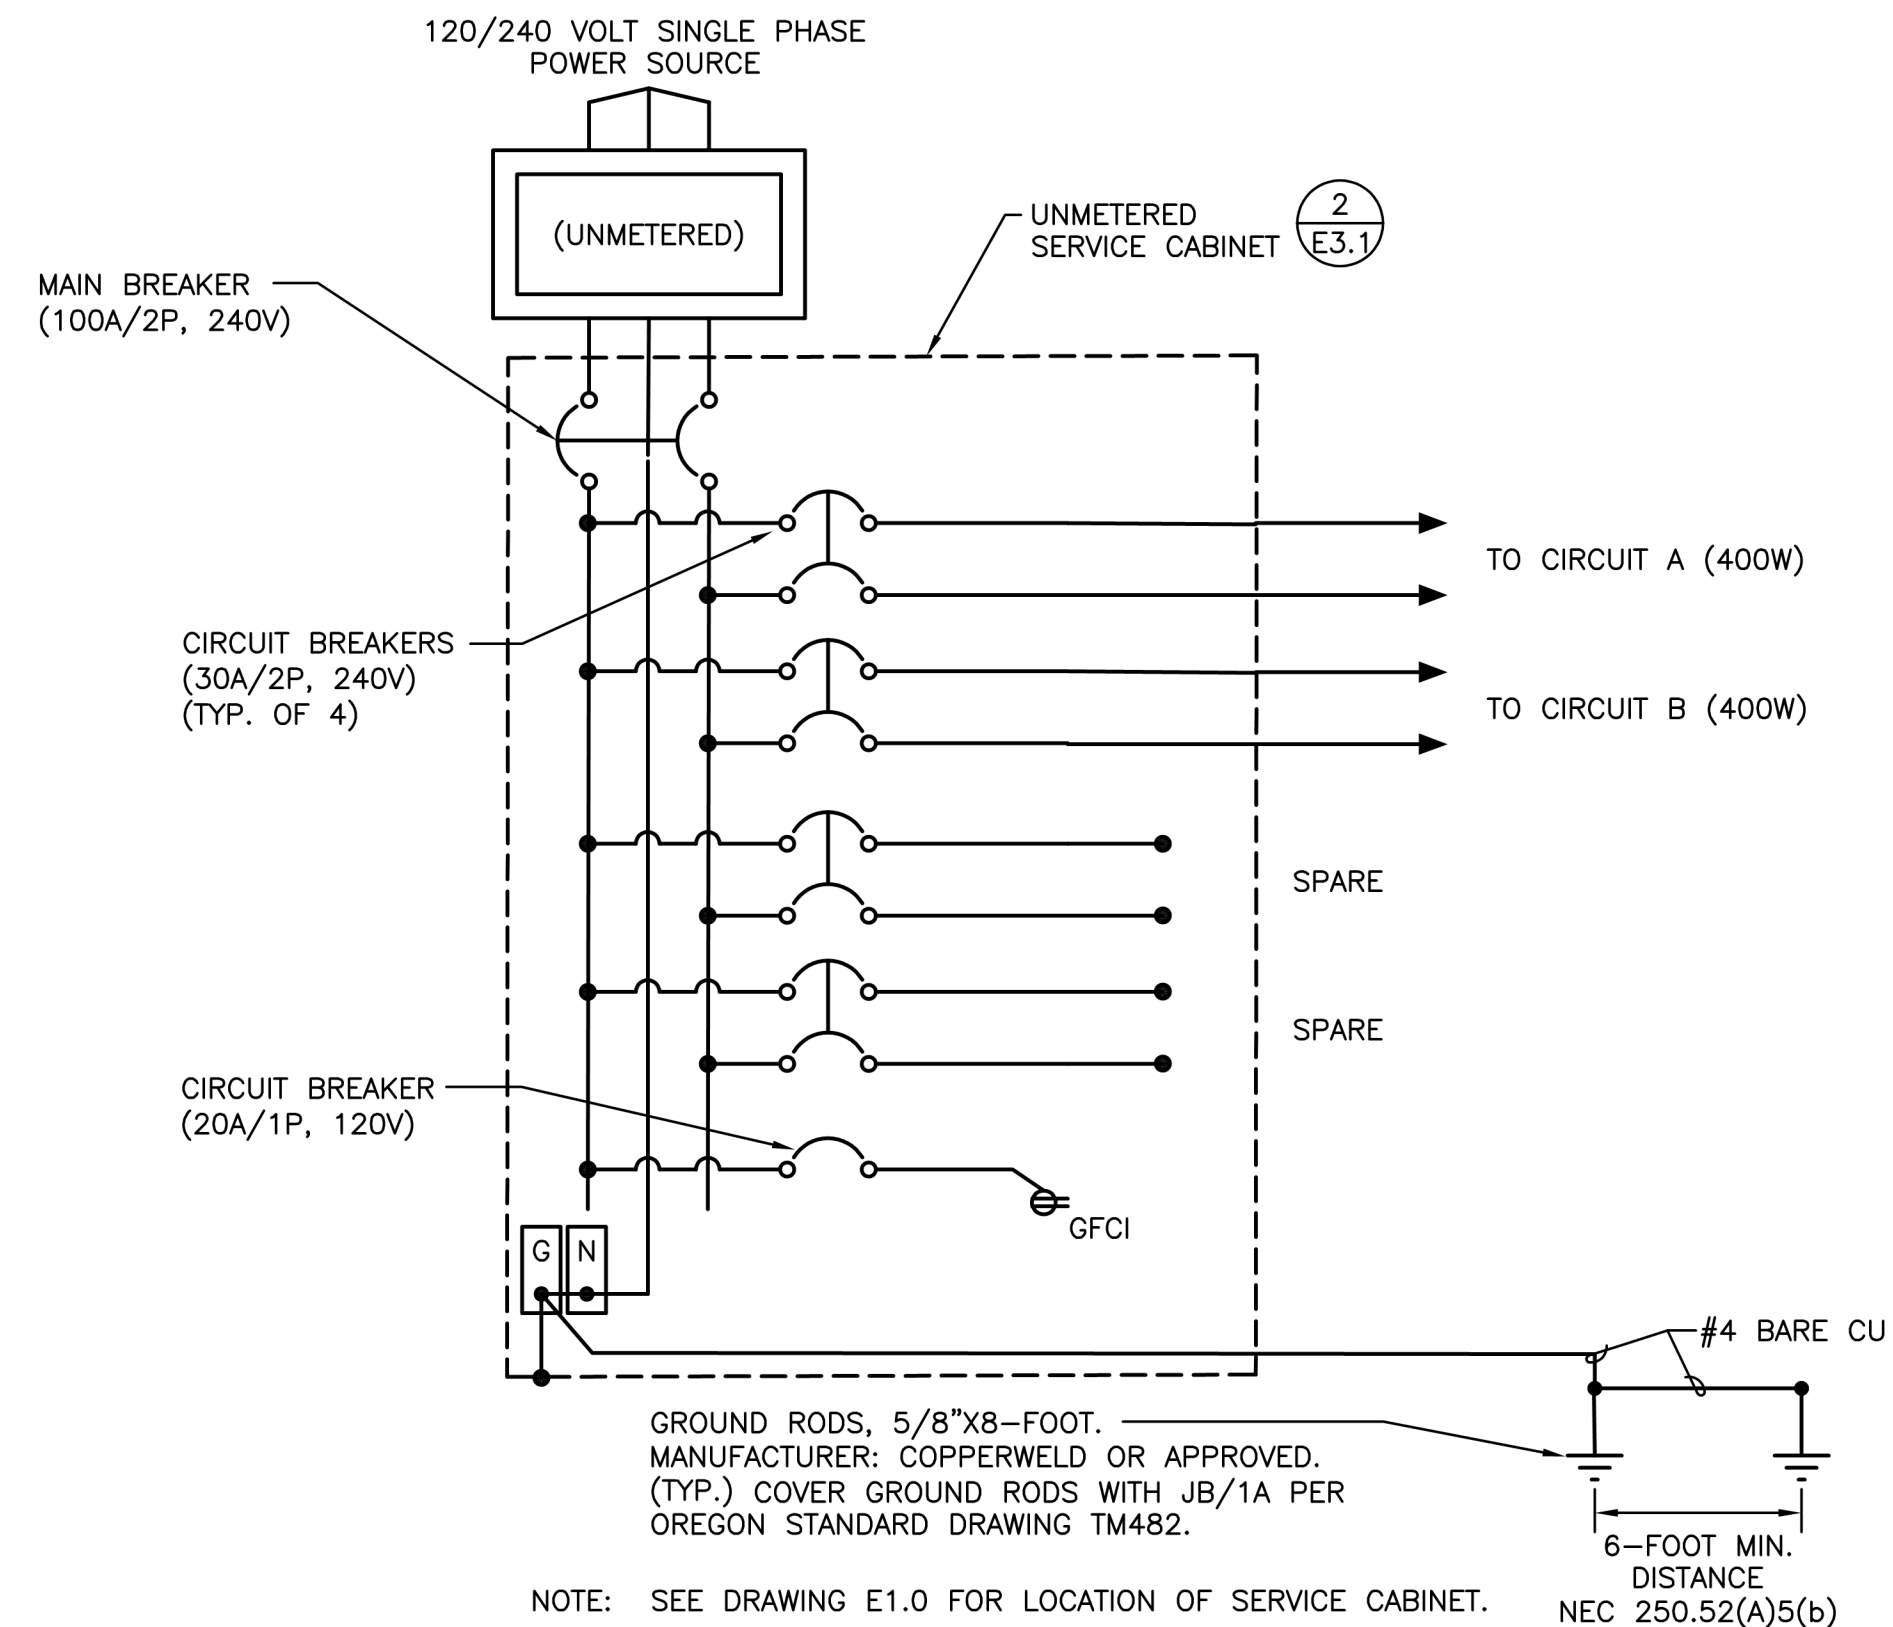 120/240 VOLT SINGLE PHASE
POWER SOURCE
(UNMETERED)
UNMETERED
SERVICE CABINET
2
E3.1
MAIN BREAKER
(100A/2P, 240V)
TO CIRCUIT A (400W)
CIRCUIT BREAKERS
(30A/2P, 240V)
(TYP. OF 4)
TO CIRCUIT B (400W)
SPARE
SPARE
CIRCUIT BREAKER
(20A/1P, 120V)
GFCI
G
N
#4 BARE CU
GROUND RODS, 5/8"X8-FOOT.
MANUFACTURER: COPPERWELD OR APPROVED.
(TYP.) COVER GROUND RODS WITH JB/1A PER
OREGON STANDARD DRAWING TM482.
6-FOOT MIN.
DISTANCE
NEC 250.52(A)5(b)
NOTE: SEE DRAWING E1.0 FOR LOCATION OF SERVICE CABINET.